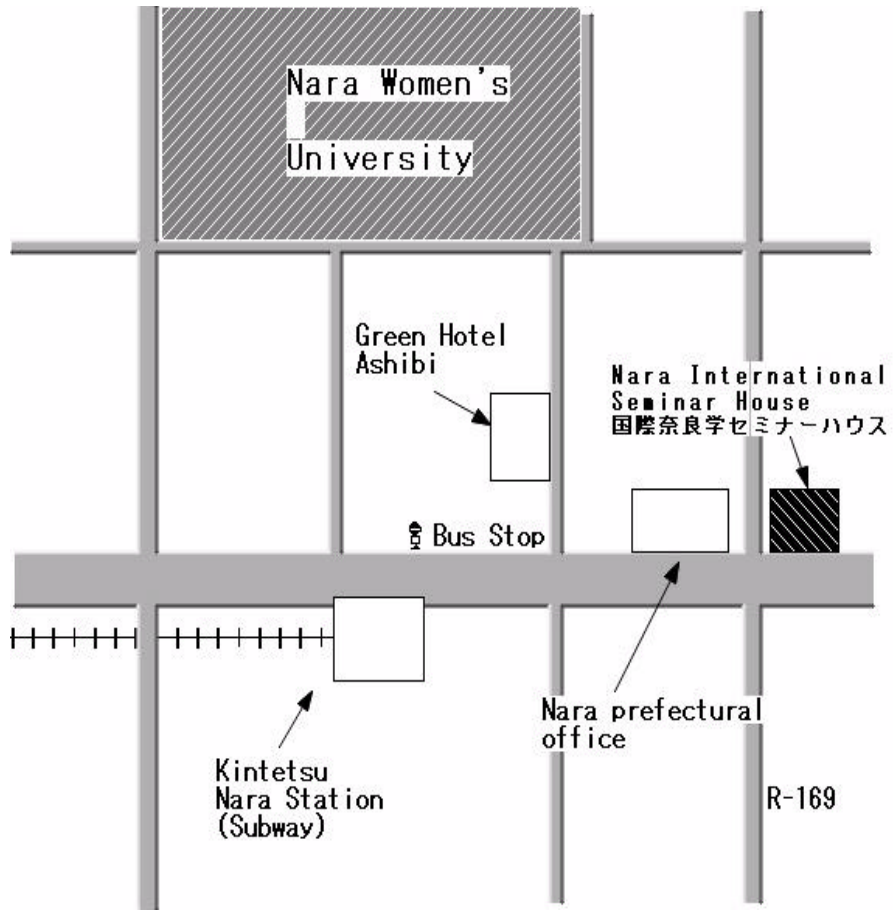 Nara Women's
University
Green Hotel
Ashibi
Nara International
Seminar House
国際奈良学セミナーハウス
Bus Stop
Nara prefectural
office
Kintetsu
Nara Station
(Subway)
R-169